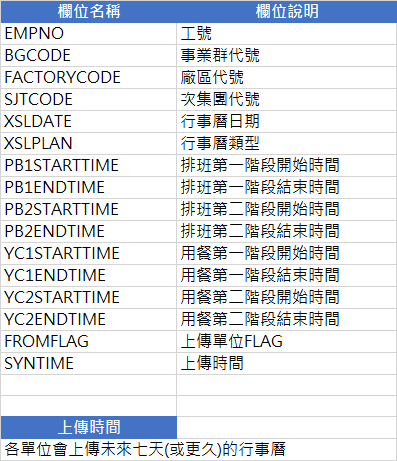 欄位名稱 欄位說明
EMPNO 工號
BGCODE 事業群代號
FACTORYCODE 廠區代號
SJTCODE 次集團代號
XSLDATE 行事曆日期
XSLPLAN 行事曆類型
PB1STARTTIME 排班第一階段開始時間
PB1ENDTIME 排班第一階段結束時間
PB2STARTTIME 排班第二階段開始時間
PB2ENDTIME 排班第二階段結束時間
YC1STARTTIME 用餐第一階段開始時間
YC1ENDTIME 用餐第一階段結束時間
YC2STARTTIME 用餐第二階段開始時間
YC2ENDTIME 用餐第二階段結束時間
FROMFLAG 上傳單位FLAG
SYNTIME 上傳時間
上傳時間
各單位會上傳未來七天(或更久)的行事曆